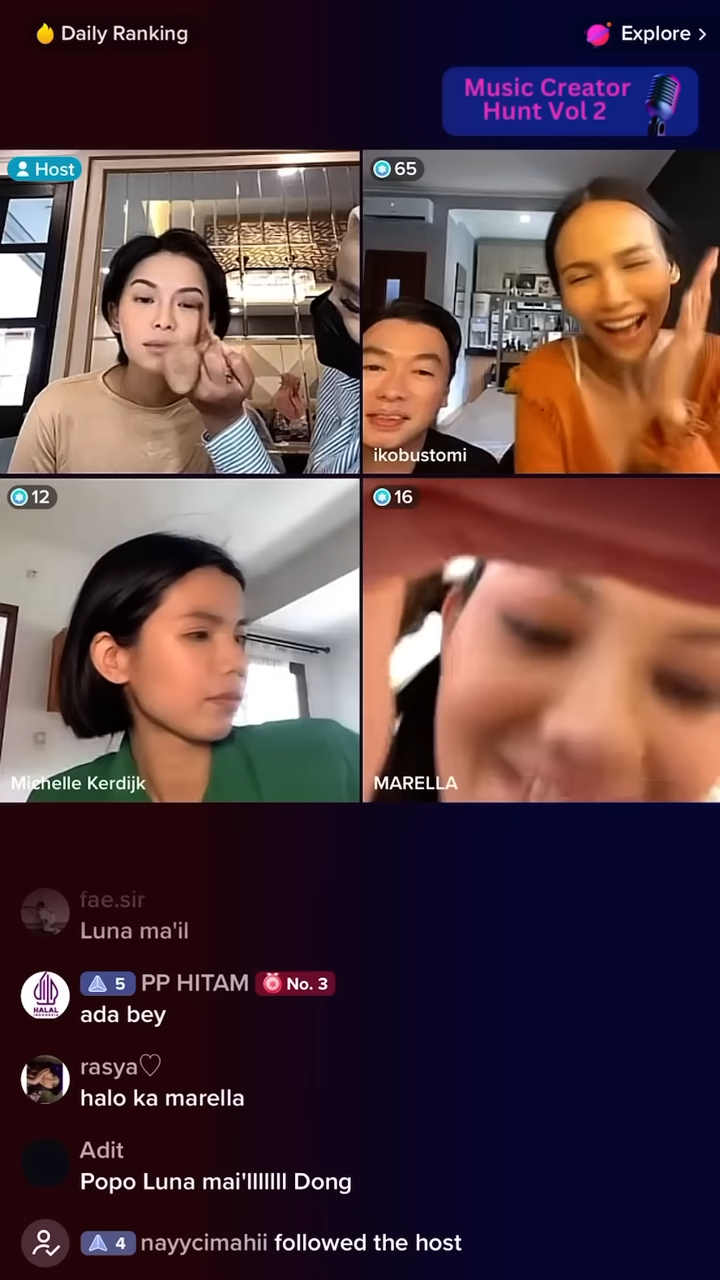 Daily Ranking
Explore >
Music Creator
Hunt Vol 2
Host
65
ikobustomi
12
16
Michelle Kerdijk
MARELLA
fae.sir
Luna ma'il
5 PP HITAM No. 3
ada bey
HALAL
INDONESIA
rasya♡
halo ka marella
Adit
Popo Luna mai'lllllll Dong
4 nayycimahii followed the host